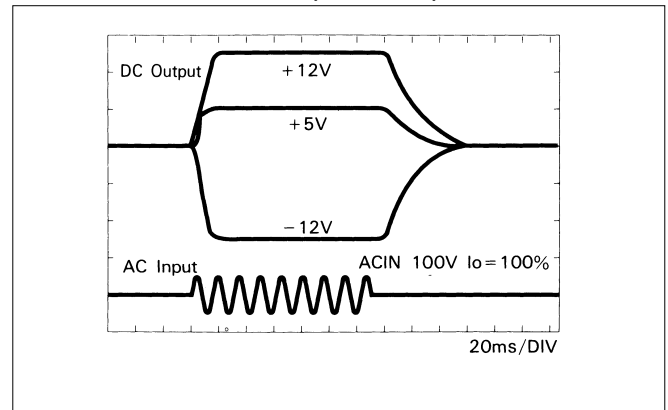 DC Output
+12V
+5V
−12V
AC Input
ACIN 100V Io=100%
20ms/DIV